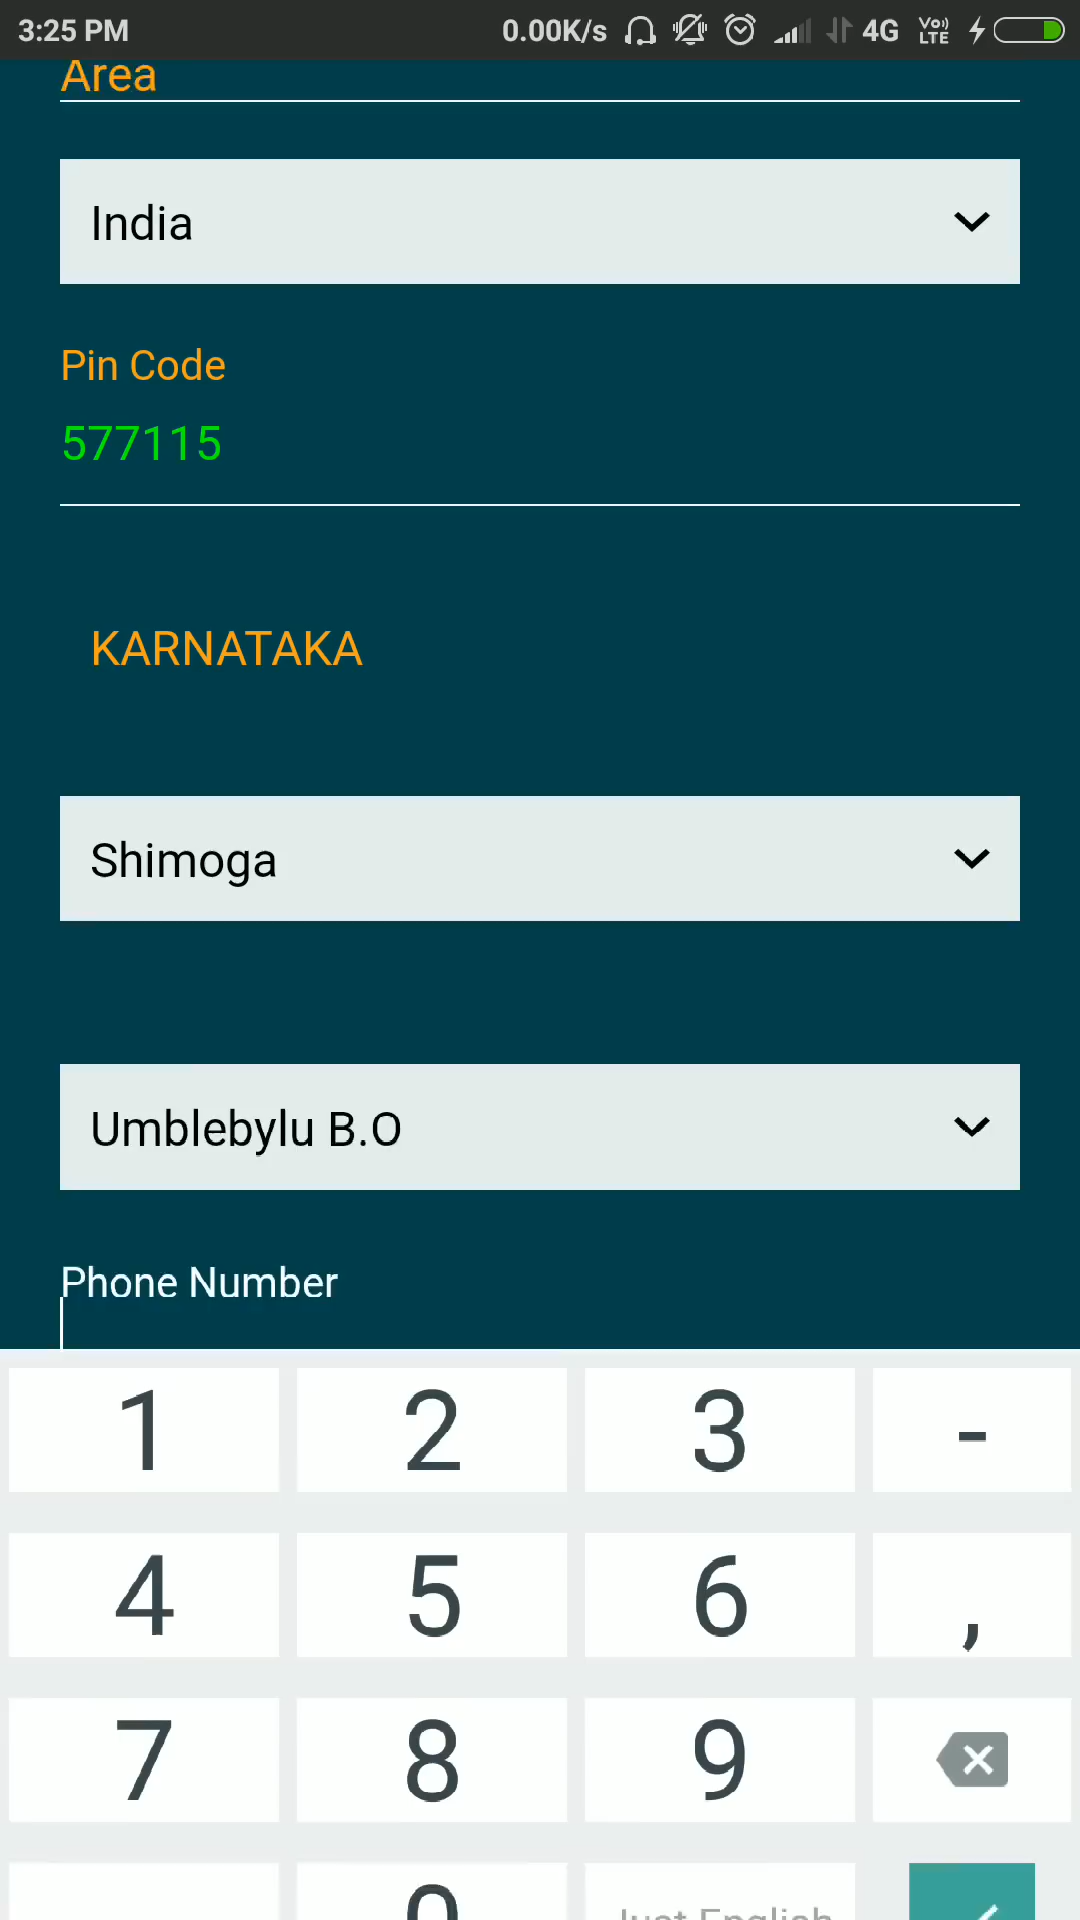 3:25 PM 0.00K/s 4G VoLTE
Area
India
Pin Code
577115
KARNATAKA
Shimoga
Umblebylu B.O
Phone Number
1 2 3 -
4 5 6 ,
7 8 9
0 Just English